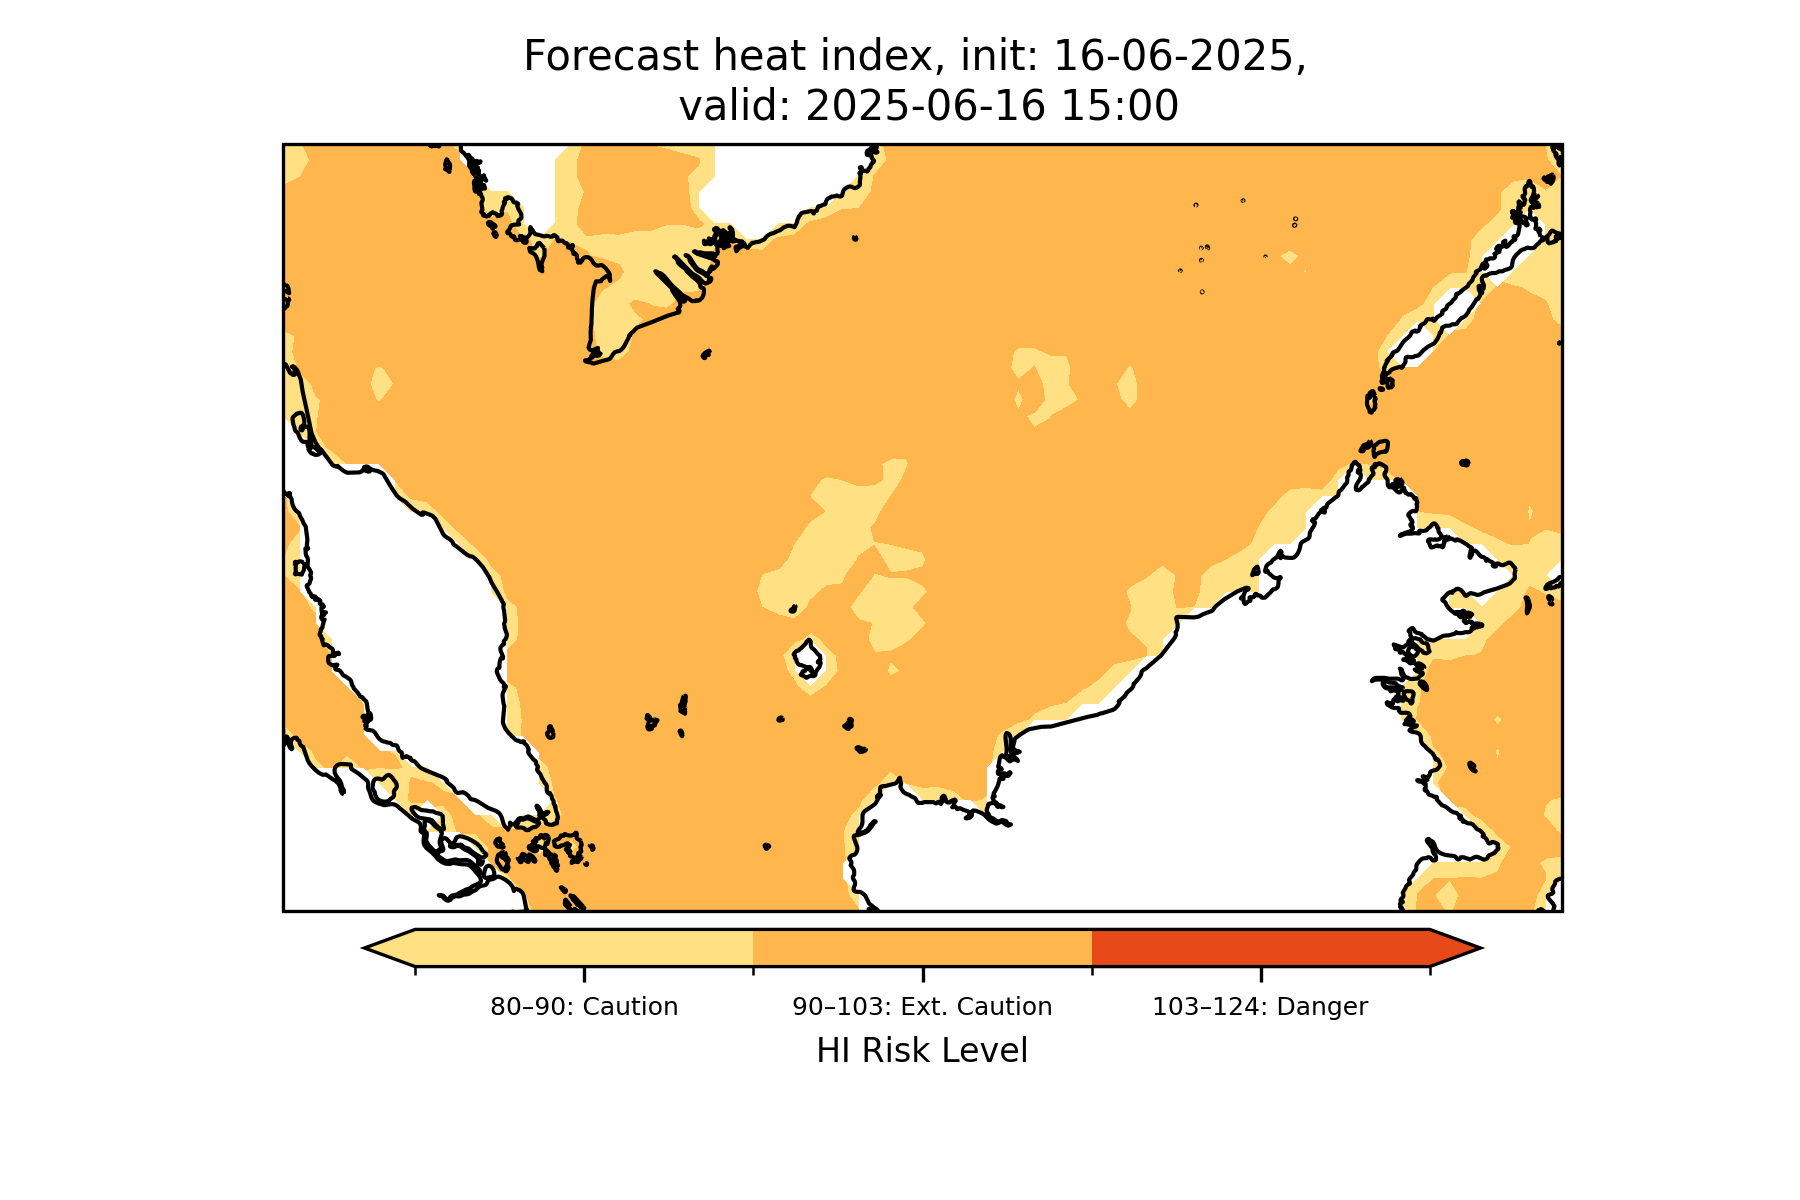 Forecast heat index, init: 16-06-2025,
valid: 2025-06-16 15:00
80–90: Caution
90–103: Ext. Caution
103–124: Danger
HI Risk Level